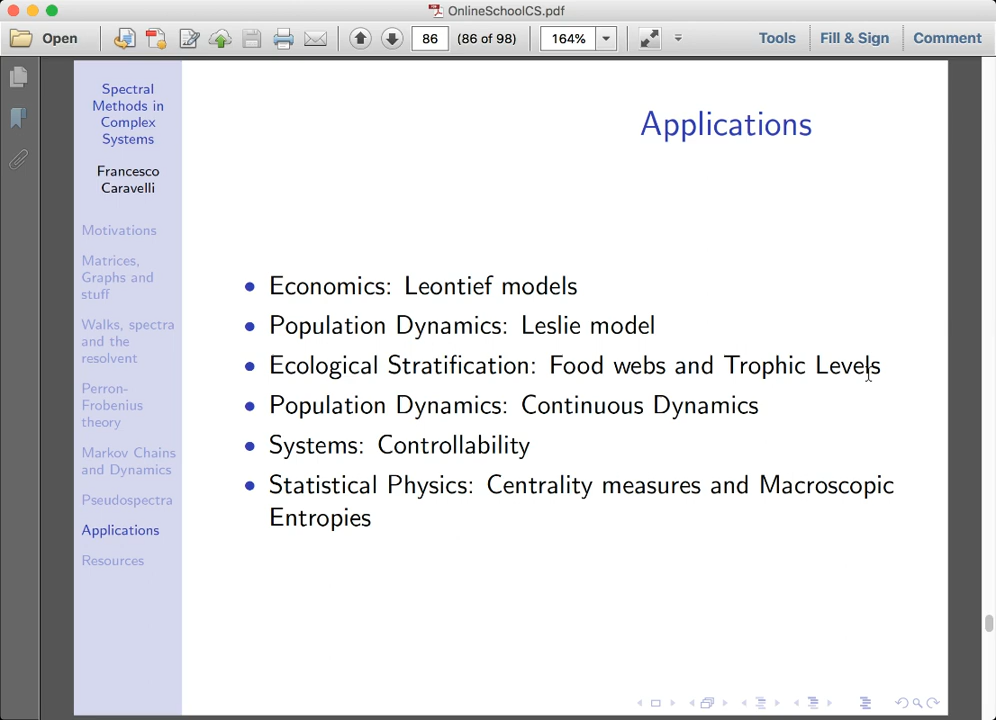 OnlineSchoolCS.pdf
Open
86
(86 of 98)
164%
Tools
Fill & Sign
Comment
Spectral
Methods in
Complex
Systems
Francesco
Caravelli
Motivations
Matrices,
Graphs and
stuff
Walks, spectra
and the
resolvent
Perron-
Frobenius
theory
Markov Chains
and Dynamics
Pseudospectra
Applications
Resources
Applications
• Economics: Leontief models
• Population Dynamics: Leslie model
• Ecological Stratification: Food webs and Trophic Levels
• Population Dynamics: Continuous Dynamics
• Systems: Controllability
• Statistical Physics: Centrality measures and Macroscopic
Entropies